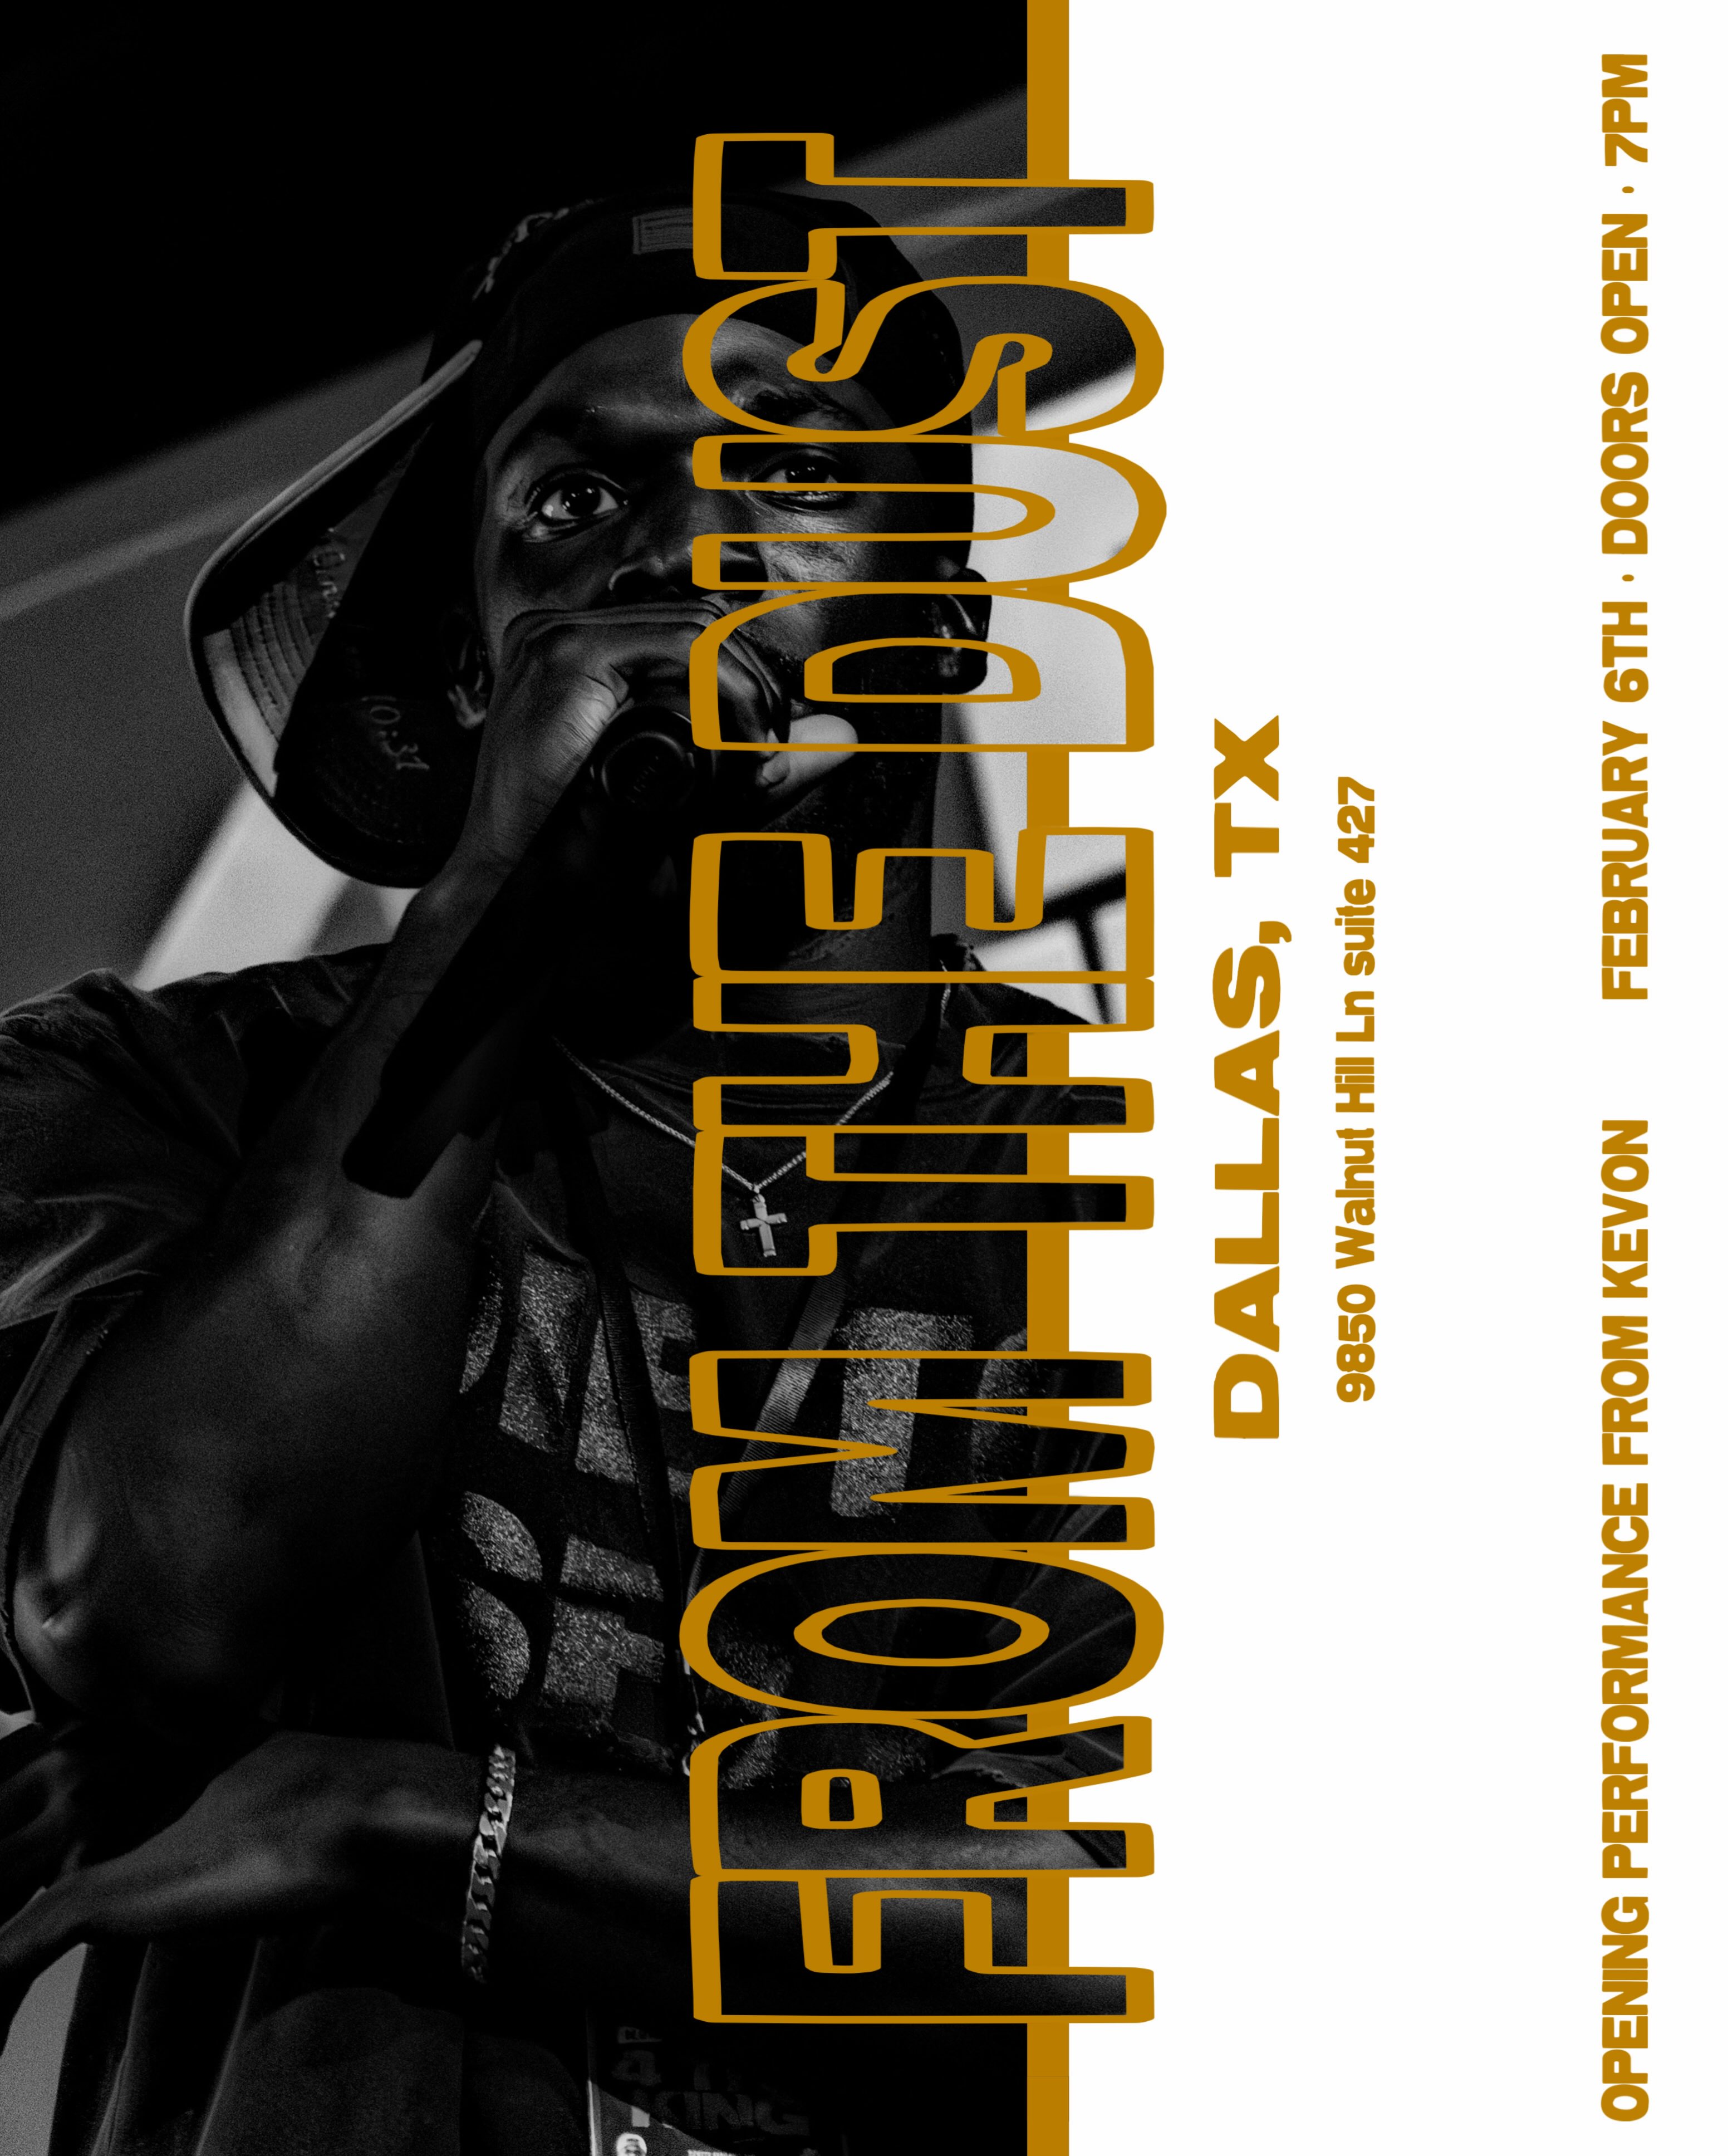 FROM THE DUST
DALLAS, TX
9850 Walnut Hill Ln suite 427
OPENING PERFORMANCE FROM KEVON
FEBRUARY 6TH · DOORS OPEN · 7PM